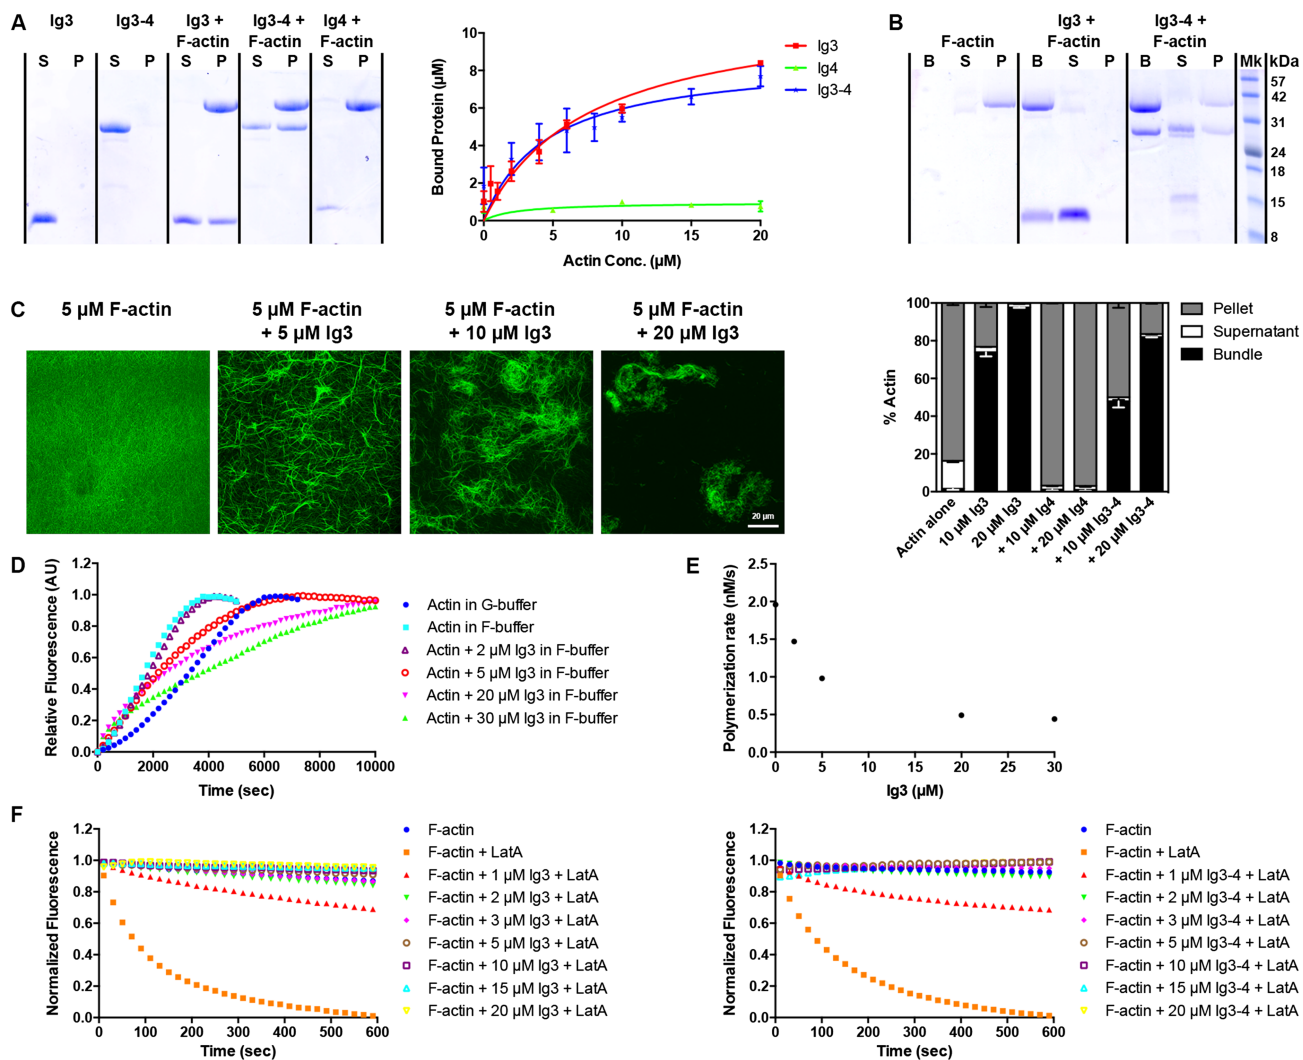 A
Ig3
Ig3-4
Ig3 +
F-actin
Ig3-4 +
F-actin
Ig4 +
F-actin
S P S P S P S P S P
Bound Protein (µM)
10
8
6
4
2
0
0 5 10 15 20
Actin Conc. (µM)
Ig3
Ig4
Ig3-4
B
F-actin
Ig3 +
F-actin
Ig3-4 +
F-actin
B S P B S P B S P Mk kDa
57
42
31
24
18
15
8
C
5 µM F-actin
5 µM F-actin
+ 5 µM Ig3
5 µM F-actin
+ 10 µM Ig3
5 µM F-actin
+ 20 µM Ig3
20 µm
% Actin
100
80
60
40
20
0
Actin alone
10 µM Ig3
20 µM Ig3
+ 10 µM Ig4
+ 20 µM Ig4
+ 10 µM Ig3-4
+ 20 µM Ig3-4
Pellet
Supernatant
Bundle
D
Relative Fluorescence (AU)
1.2
1.0
0.8
0.6
0.4
0.2
0.0
0 2000 4000 6000 8000 10000
Time (sec)
Actin in G-buffer
Actin in F-buffer
Actin + 2 µM Ig3 in F-buffer
Actin + 5 µM Ig3 in F-buffer
Actin + 20 µM Ig3 in F-buffer
Actin + 30 µM Ig3 in F-buffer
E
Polymerization rate (nM/s)
2.5
2.0
1.5
1.0
0.5
0.0
0 5 10 15 20 25 30
Ig3 (µM)
F
Normalized Fluorescence
1.2
1.0
0.8
0.6
0.4
0.2
0.0
0 100 200 300 400 500 600
Time (sec)
F-actin
F-actin + LatA
F-actin + 1 µM Ig3 + LatA
F-actin + 2 µM Ig3 + LatA
F-actin + 3 µM Ig3 + LatA
F-actin + 5 µM Ig3 + LatA
F-actin + 10 µM Ig3 + LatA
F-actin + 15 µM Ig3 + LatA
F-actin + 20 µM Ig3 + LatA
Normalized Fluorescence
1.2
1.0
0.8
0.6
0.4
0.2
0.0
0 100 200 300 400 500 600
Time (sec)
F-actin
F-actin + LatA
F-actin + 1 µM Ig3-4 + LatA
F-actin + 2 µM Ig3-4 + LatA
F-actin + 3 µM Ig3-4 + LatA
F-actin + 5 µM Ig3-4 + LatA
F-actin + 10 µM Ig3-4 + LatA
F-actin + 15 µM Ig3-4 + LatA
F-actin + 20 µM Ig3-4 + LatA